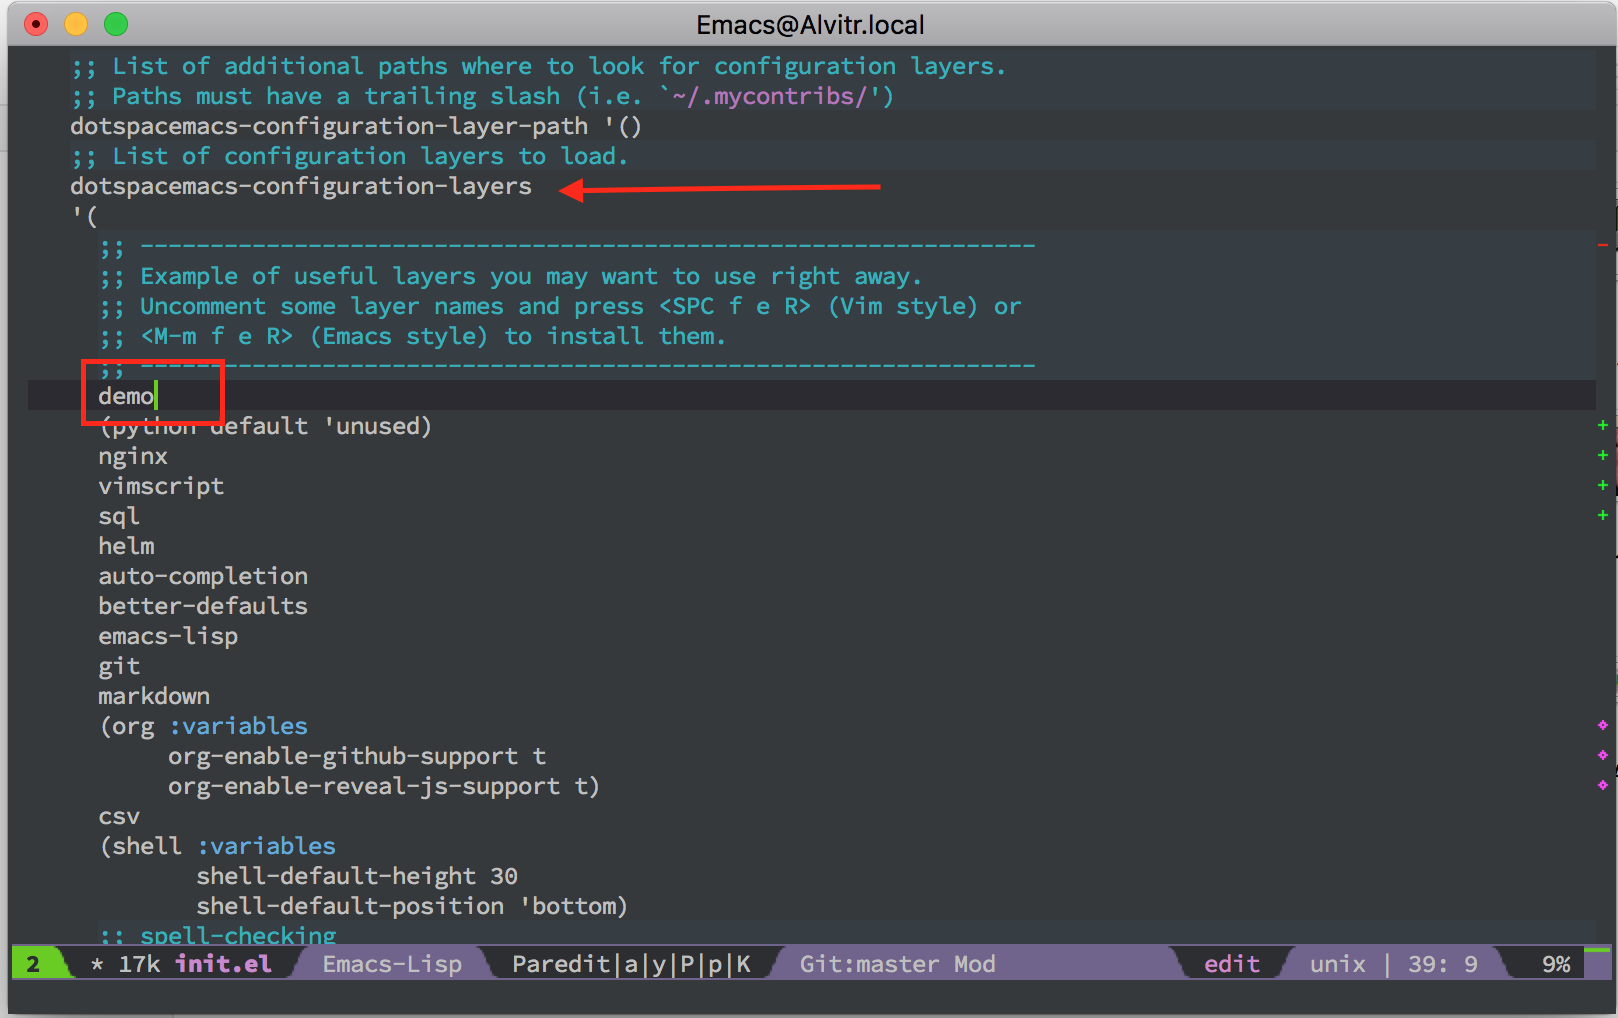 Emacs@Alvitr.local
;; List of additional paths where to look for configuration layers.
;; Paths must have a trailing slash (i.e. `~/.mycontribs/')
dotspacemacs-configuration-layer-path '()
;; List of configuration layers to load.
dotspacemacs-configuration-layers
'(
;; ----------------------------------------------------------------
;; Example of useful layers you may want to use right away.
;; Uncomment some layer names and press <SPC f e R> (Vim style) or
;; <M-m f e R> (Emacs style) to install them.
;; ----------------------------------------------------------------
demo
(python default 'unused)
nginx
vimscript
sql
helm
auto-completion
better-defaults
emacs-lisp
git
markdown
(org :variables
org-enable-github-support t
org-enable-reveal-js-support t)
csv
(shell :variables
shell-default-height 30
shell-default-position 'bottom)
;; spell-checking
2 * 17k init.el Emacs-Lisp Paredit|a|y|P|p|K Git:master Mod edit unix | 39: 9 9%